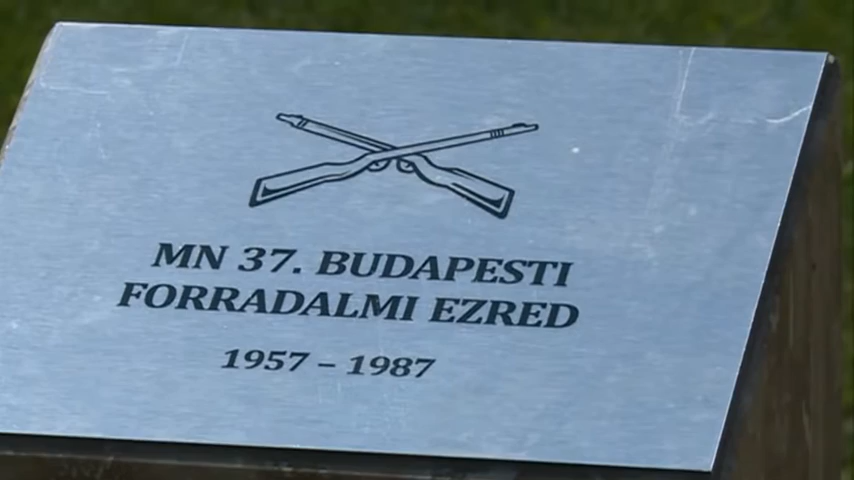 MN 37. BUDAPESTI
FORRADALMI EZRED
1957 – 1987